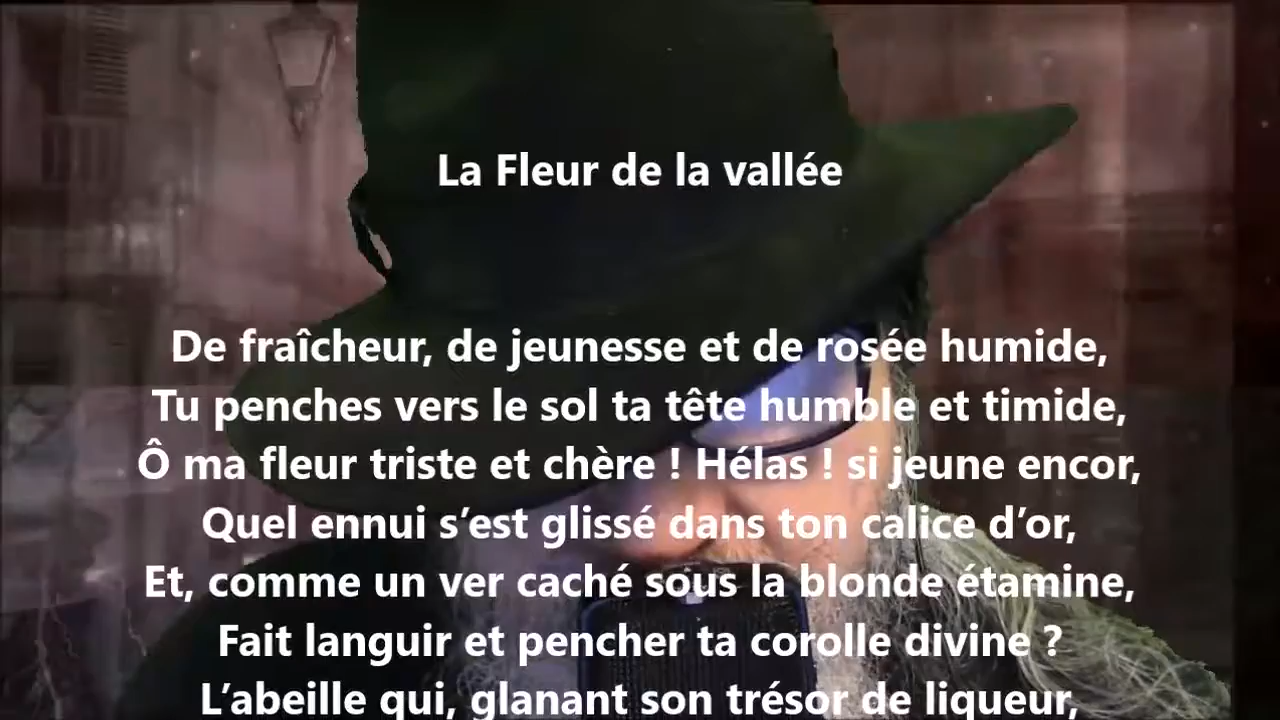 La Fleur de la vallée
De fraîcheur, de jeunesse et de rosée humide,
Tu penches vers le sol ta tête humble et timide,
Ô ma fleur triste et chère ! Hélas ! si jeune encor,
Quel ennui s’est glissé dans ton calice d’or,
Et, comme un ver caché sous la blonde étamine,
Fait languir et pencher ta corolle divine ?
L’abeille qui, glanant son trésor de liqueur,